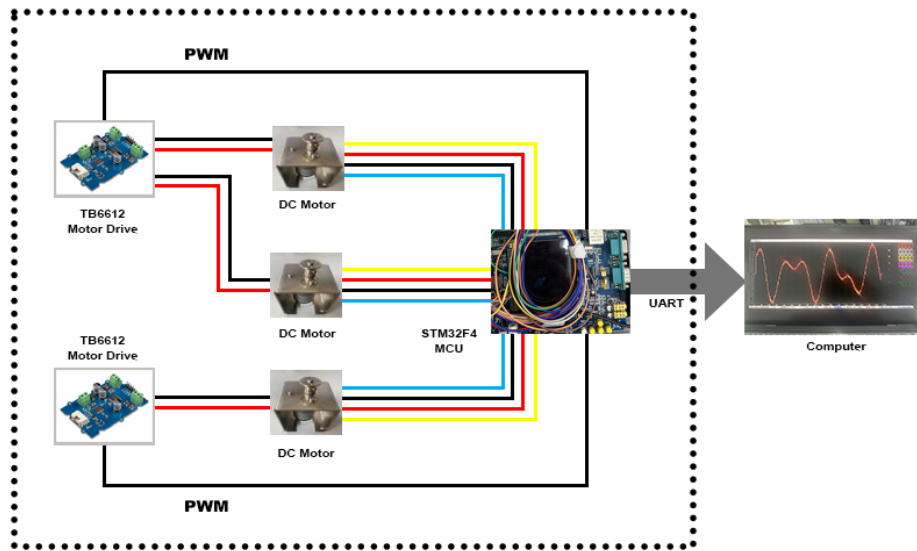 PWM
TB6612
Motor Drive
DC Motor
DC Motor
TB6612
Motor Drive
STM32F4
MCU
UART
Computer
DC Motor
PWM